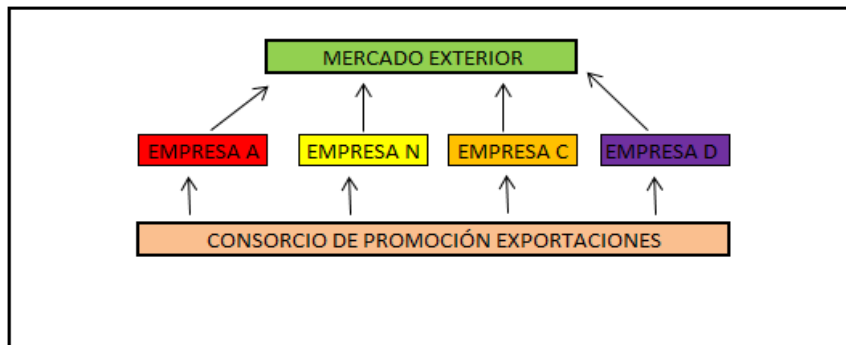 MERCADO EXTERIOR
EMPRESA A
EMPRESA N
EMPRESA C
EMPRESA D
CONSORCIO DE PROMOCIÓN EXPORTACIONES